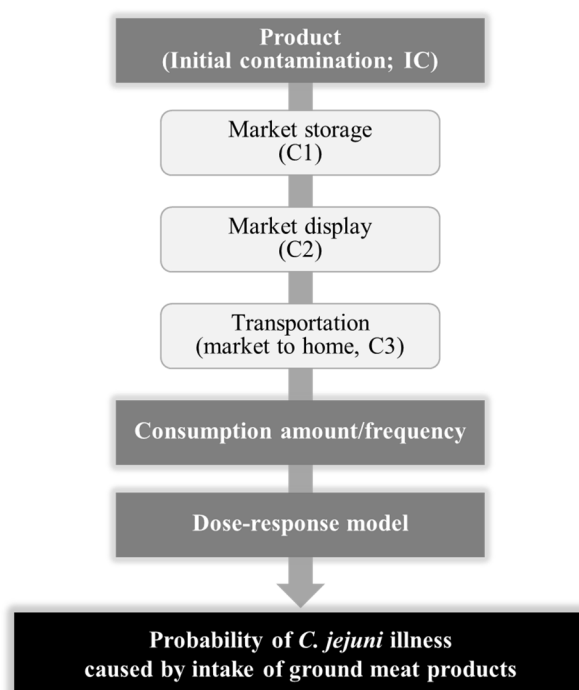 Product
(Initial contamination; IC)
Market storage
(C1)
Market display
(C2)
Transportation
(market to home, C3)
Consumption amount/frequency
Dose-response model
Probability of C. jejuni illness
caused by intake of ground meat products